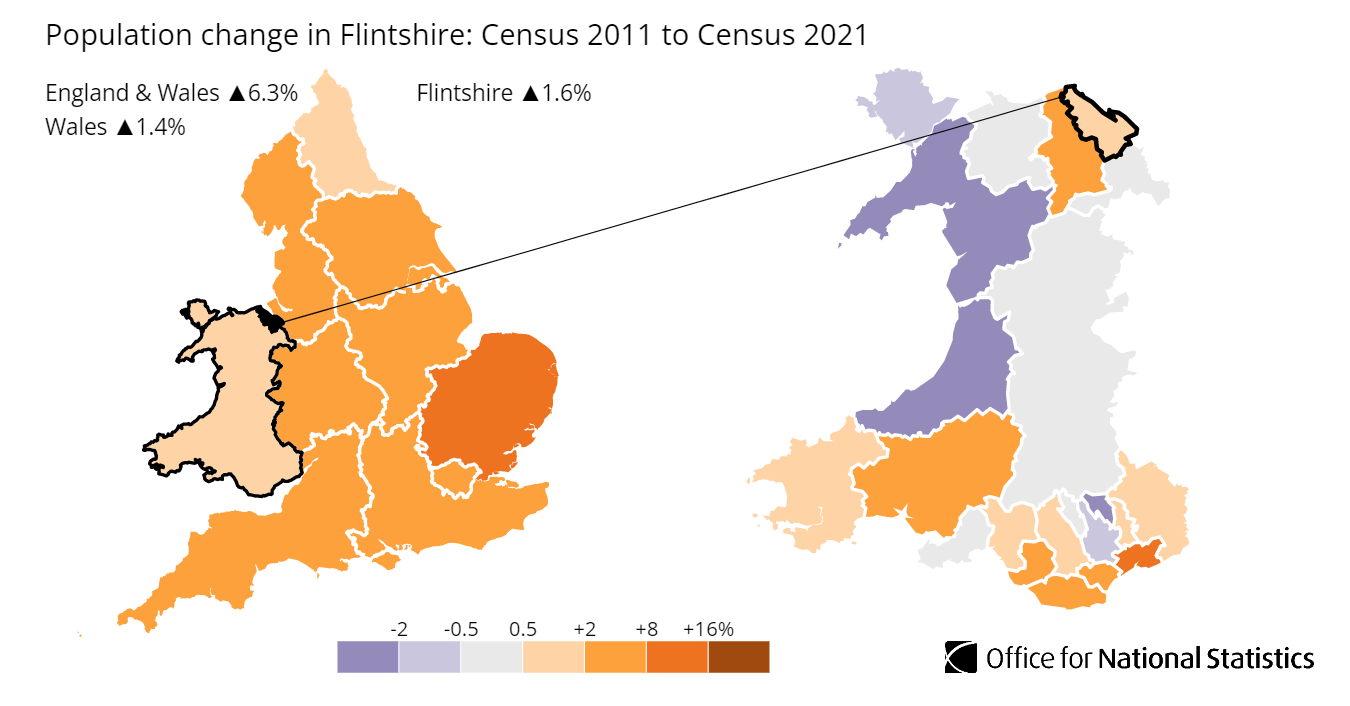 Population change in Flintshire: Census 2011 to Census 2021
England & Wales ▲6.3%
Flintshire ▲1.6%
Wales ▲1.4%
-2 -0.5 0.5 +2 +8 +16%
Office for National Statistics